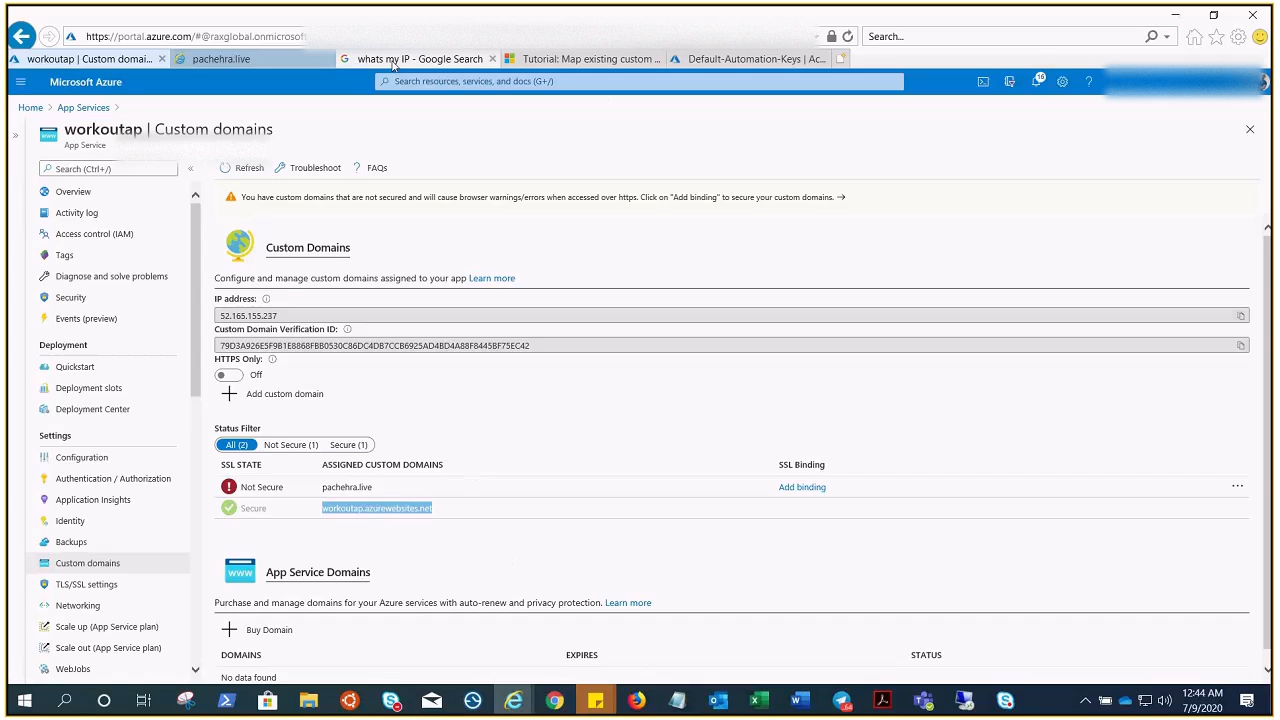 https://portal.azure.com/#@raxglobal.onmicrosoft
Search...
workoutap | Custom domai...
pachehra.live
whats my IP - Google Search
Tutorial: Map existing custom ...
Default-Automation-Keys | Ac...
Microsoft Azure
Search resources, services, and docs (G+/)
16
Home > App Services >
workoutap | Custom domains
App Service
Search (Ctrl+/)
Refresh
Troubleshoot
FAQs
Overview
Activity log
Access control (IAM)
Tags
Diagnose and solve problems
Security
Events (preview)
Deployment
Quickstart
Deployment slots
Deployment Center
Settings
Configuration
Authentication / Authorization
Application Insights
Identity
Backups
Custom domains
TLS/SSL settings
Networking
Scale up (App Service plan)
Scale out (App Service plan)
WebJobs
You have custom domains that are not secured and will cause browser warnings/errors when accessed over https. Click on "Add binding" to secure your custom domains. →
Custom Domains
Configure and manage custom domains assigned to your app Learn more
IP address:
52.165.155.237
Custom Domain Verification ID:
79D3A926E5F9B1E8868FBB0530C86DC4DB7CCB6925AD4BD4A88F8445BF75EC42
HTTPS Only:
Off
Add custom domain
Status Filter
All (2) Not Secure (1) Secure (1)
SSL STATE ASSIGNED CUSTOM DOMAINS SSL Binding
Not Secure pachehra.live Add binding ...
Secure workoutap.azurewebsites.net
www
App Service Domains
Purchase and manage domains for your Azure services with auto-renew and privacy protection. Learn more
Buy Domain
DOMAINS EXPIRES STATUS
No data found
12:44 AM
7/9/2020